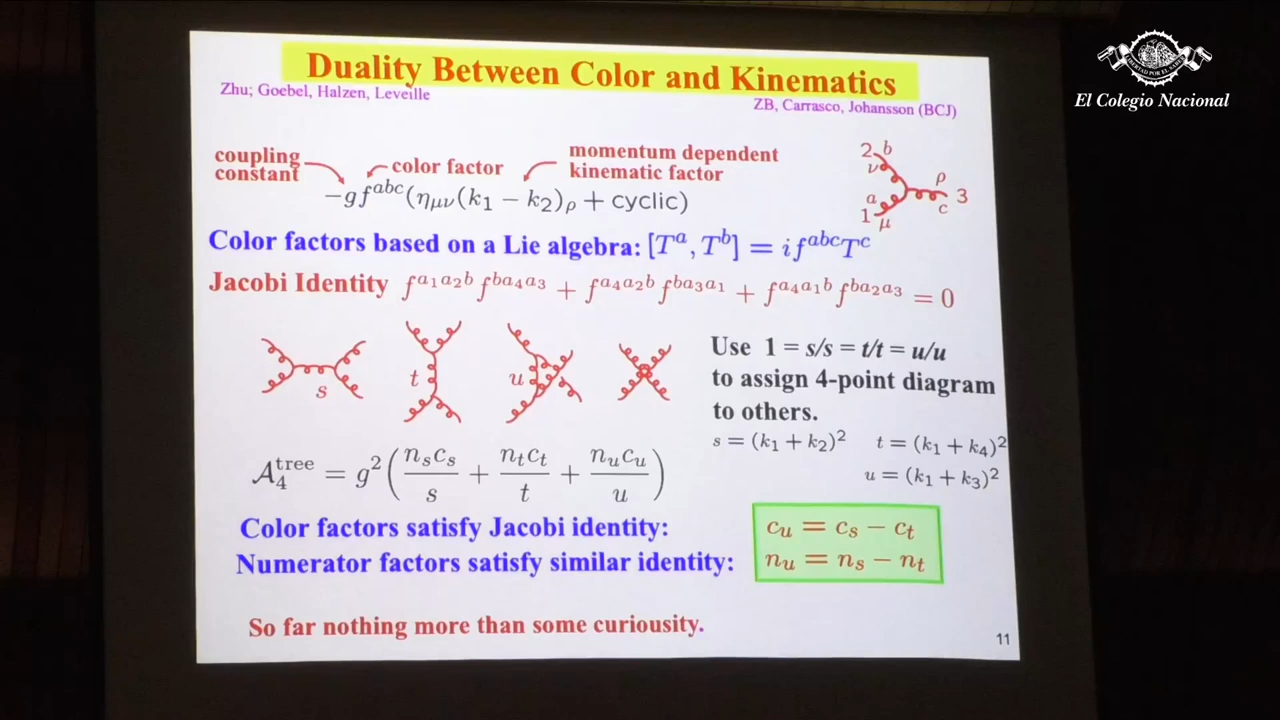 Duality Between Color and Kinematics
Zhu; Goebel, Halzen, Leveille
ZB, Carrasco, Johansson (BCJ)
El Colegio Nacional
coupling constant
color factor
momentum dependent kinematic factor
−gf^{abc}(η_{μν}(k_1 − k_2)_ρ + cyclic)
2 b
ν
ρ
3
a
c
1 μ
Color factors based on a Lie algebra: [T^a, T^b] = if^{abc}T^c
Jacobi Identity f^{a_1a_2b} f^{ba_4a_3} + f^{a_4a_2b} f^{ba_3a_1} + f^{a_4a_1b} f^{ba_2a_3} = 0
s
t
u
Use 1 = s/s = t/t = u/u
to assign 4-point diagram
to others.
s = (k_1 + k_2)^2 t = (k_1 + k_4)^2
u = (k_1 + k_3)^2
A_4^{tree} = g^2(n_sc_s/s + n_tc_t/t + n_uc_u/u)
Color factors satisfy Jacobi identity: c_u = c_s − c_t
Numerator factors satisfy similar identity: n_u = n_s − n_t
So far nothing more than some curiousity.
11